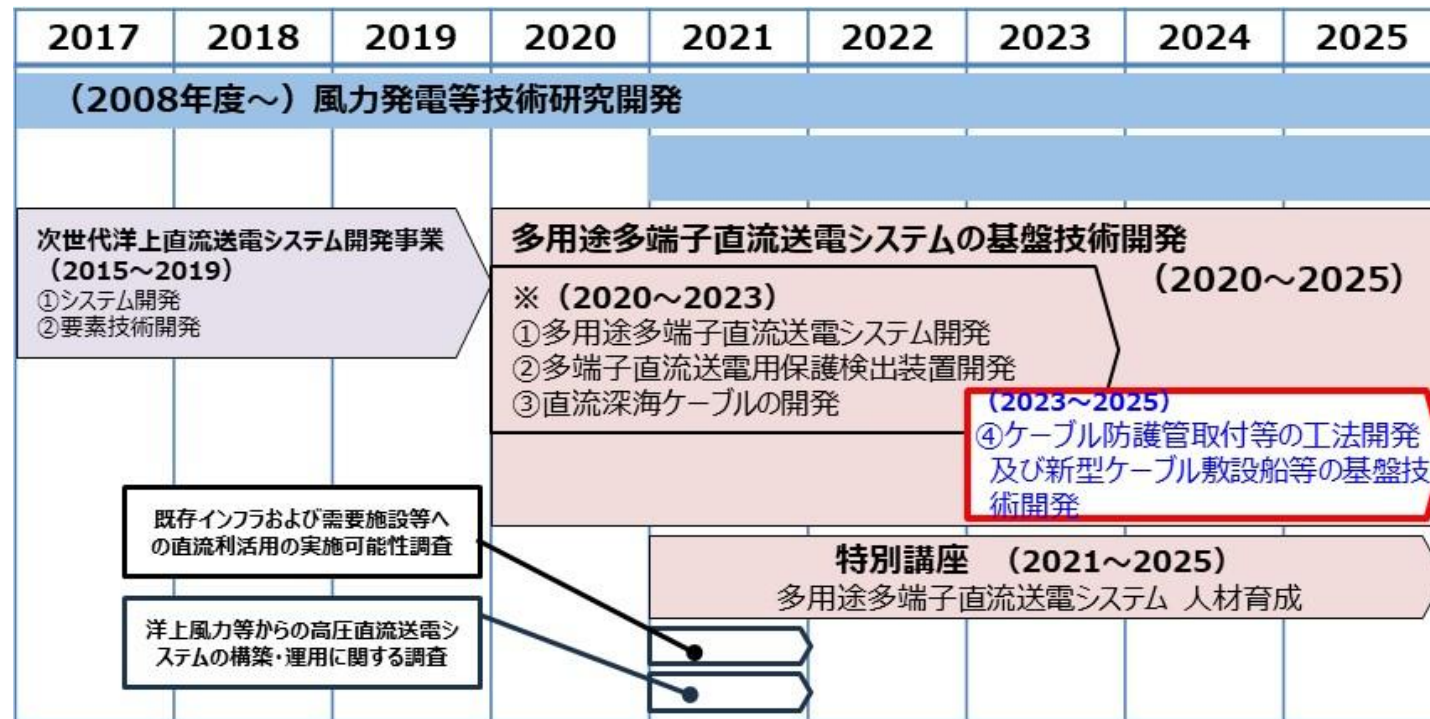 2017 2018 2019 2020 2021 2022 2023 2024 2025
(2008年度～)風力発電等技術研究開発
次世代洋上直流送電システム開発事業
(2015～2019)
①システム開発
②要素技術開発
多用途多端子直流送電システムの基盤技術開発
(2020～2025)
※(2020～2023)
①多用途多端子直流送電システム開発
②多端子直流送電用保護検出装置開発
③直流深海ケーブルの開発
(2023～2025)
④ケーブル防護管取付等の工法開発
及び新型ケーブル敷設船等の基盤技
術開発
既存インフラおよび需要施設等へ
の直流利活用の実施可能性調査
特別講座 (2021～2025)
多用途多端子直流送電システム 人材育成
洋上風力等からの高圧直流送電シ
ステムの構築・運用に関する調査